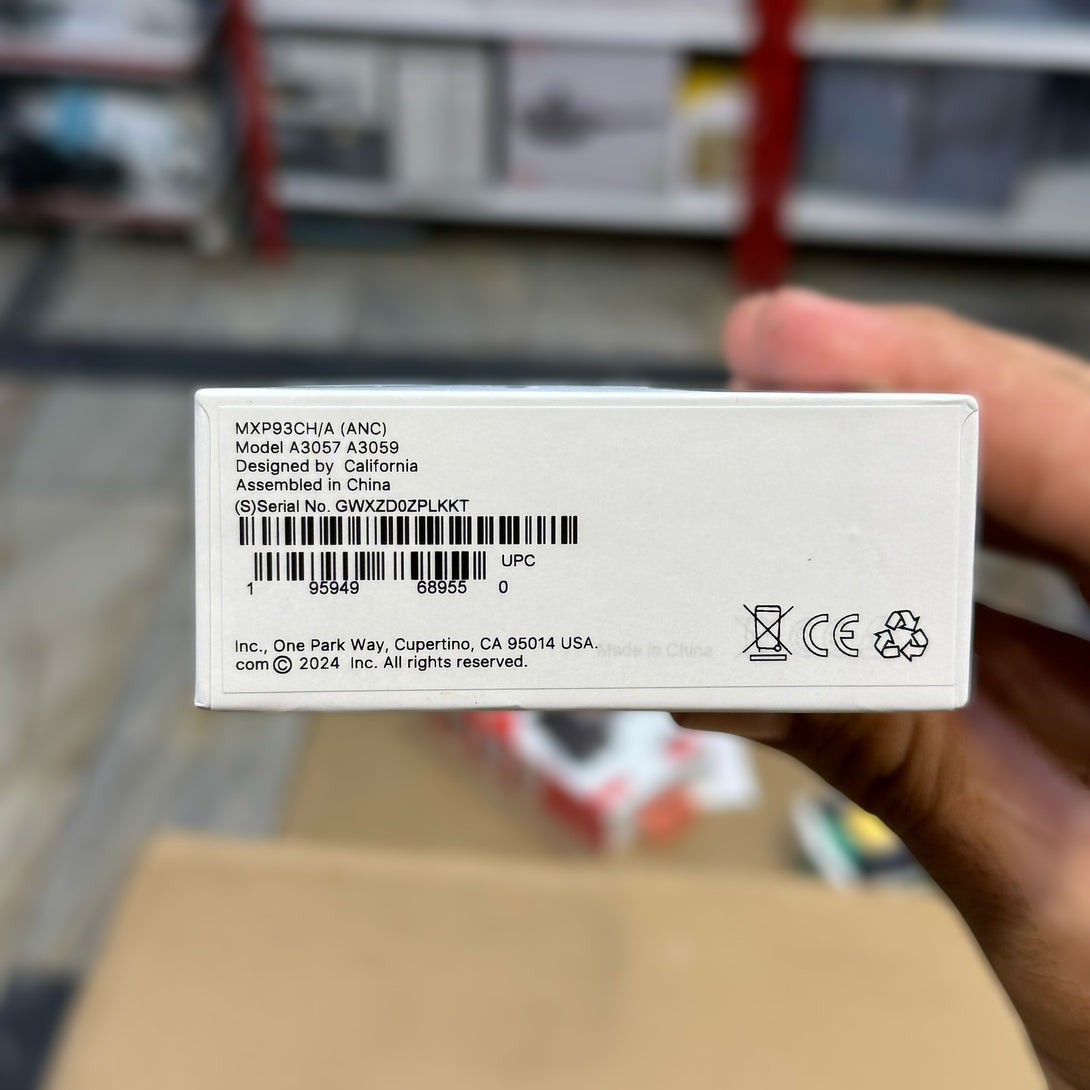 MXP93CH/A (ANC)
Model A3057 A3059
Designed by California
Assembled in China
(S)Serial No. GWXZD0ZPLKKT
UPC
1 95949 68955 0
Inc., One Park Way, Cupertino, CA 95014 USA.
Made in China
com © 2024 Inc. All rights reserved.
CE